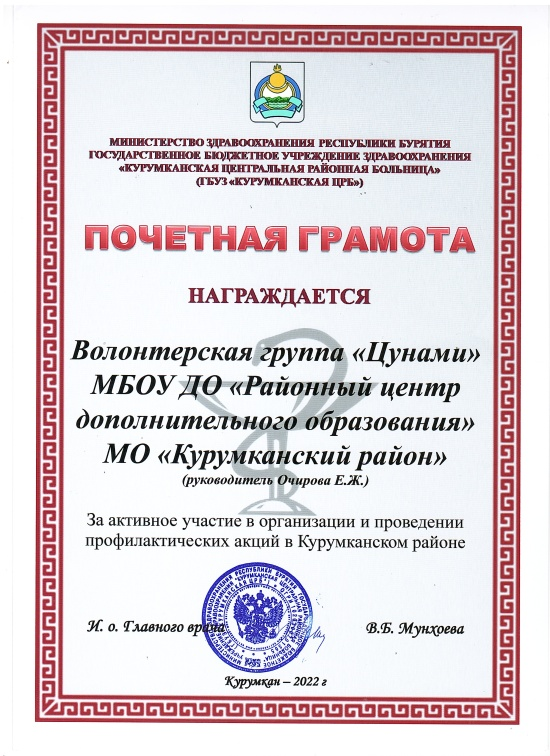 МИНИСТЕРСТВО ЗДРАВООХРАНЕНИЯ РЕСПУБЛИКИ БУРЯТИЯ
ГОСУДАРСТВЕННОЕ БЮДЖЕТНОЕ УЧРЕЖДЕНИЕ ЗДРАВООХРАНЕНИЯ
«КУРУМКАНСКАЯ ЦЕНТРАЛЬНАЯ РАЙОННАЯ БОЛЬНИЦА»
(ГБУЗ «КУРУМКАНСКАЯ ЦРБ»)
ПОЧЕТНАЯ ГРАМОТА
НАГРАЖДАЕТСЯ
Волонтерская группа «Цунами»
МБОУ ДО «Районный центр
дополнительного образования»
МО «Курумканский район»
(руководитель Очирова Е.Ж.)
За активное участие в организации и проведении
профилактических акций в Курумканском районе
И. о. Главного врача В.Б. Мунхоева
Курумкан – 2022 г